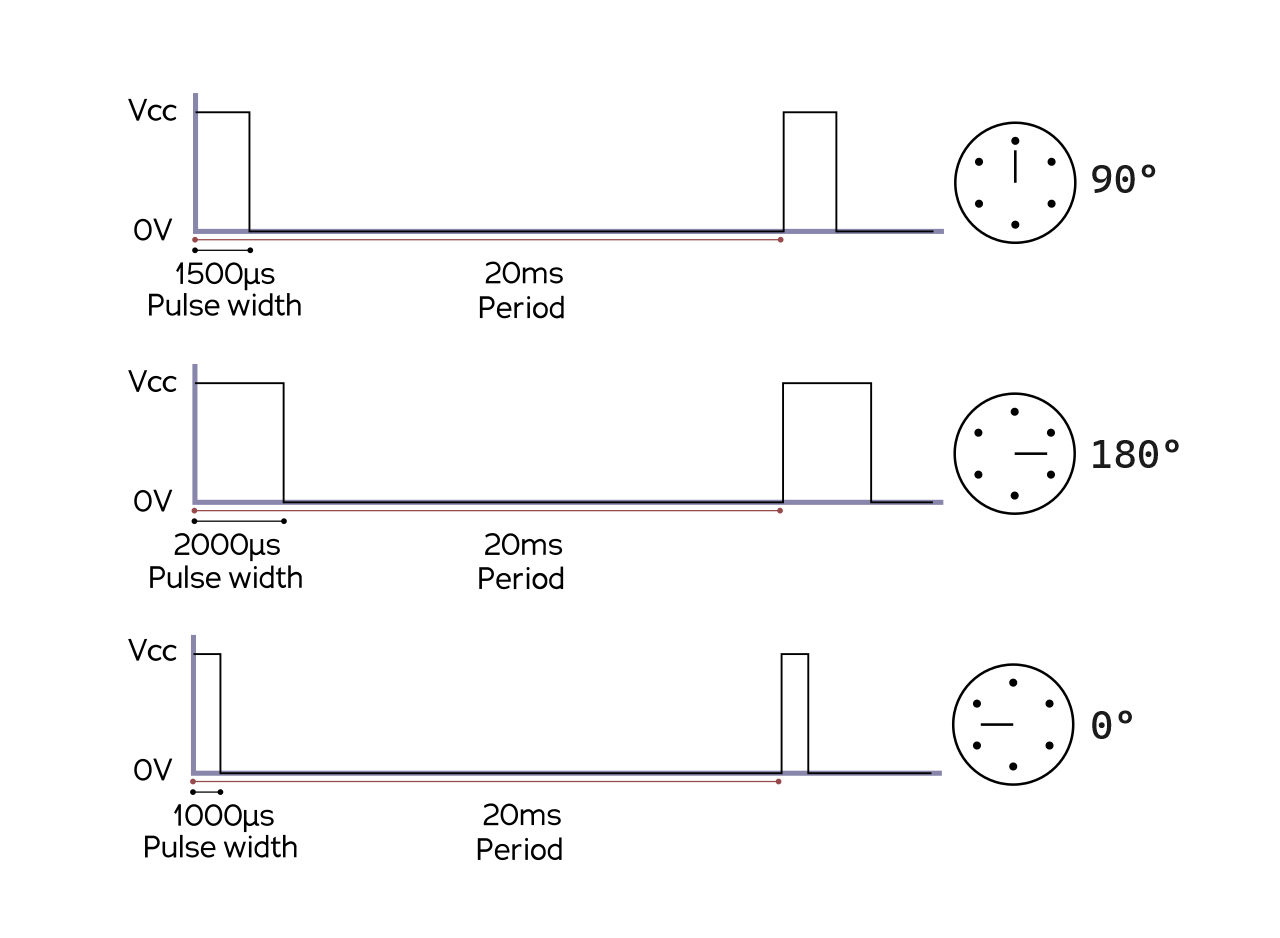 Vcc
90°
0V
1500µs
20ms
Pulse width
Period
Vcc
180°
0V
2000µs
20ms
Pulse width
Period
Vcc
0°
0V
1000µs
20ms
Pulse width
Period